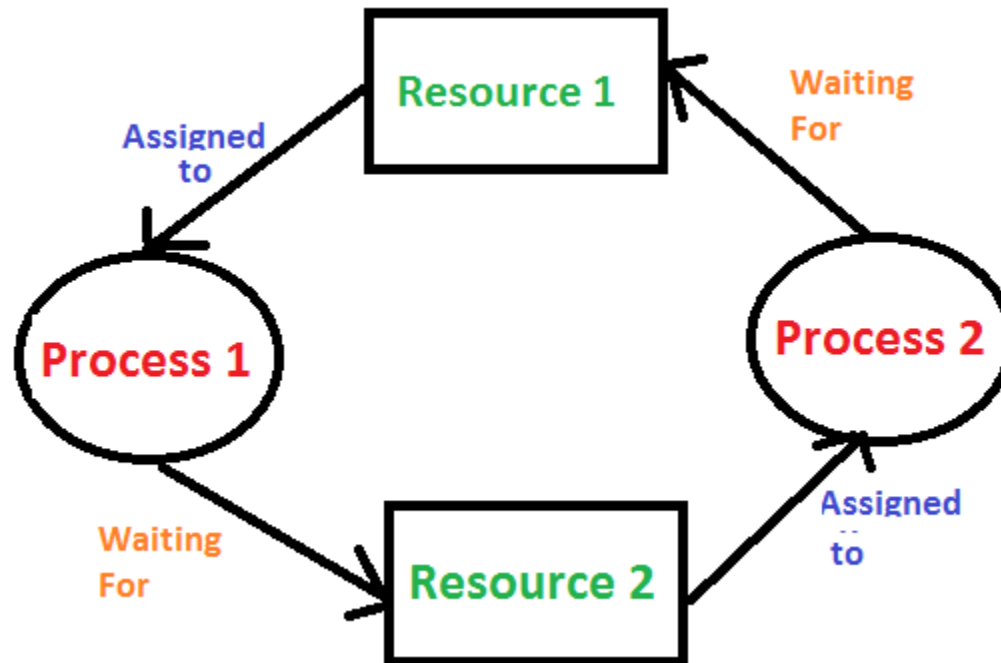 Resource 1
Waiting
For
Assigned
to
Process 1
Process 2
Waiting
For
Resource 2
Assigned
to